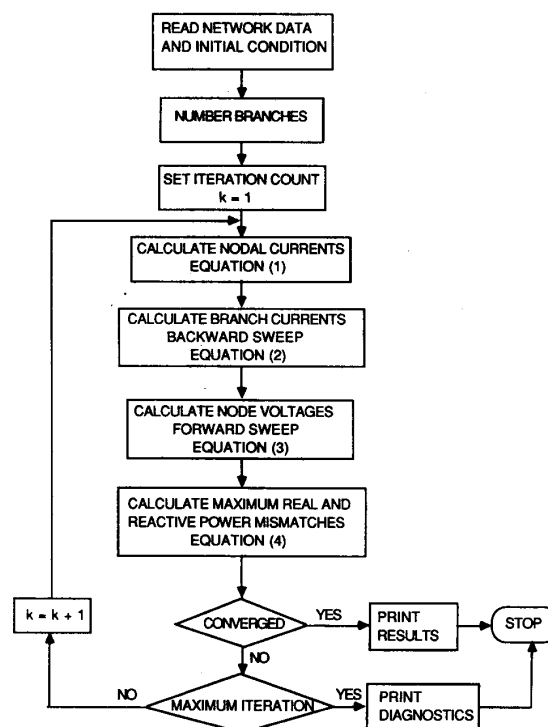 READ NETWORK DATA
AND INITIAL CONDITION
NUMBER BRANCHES
SET ITERATION COUNT
k = 1
CALCULATE NODAL CURRENTS
EQUATION (1)
CALCULATE BRANCH CURRENTS
BACKWARD SWEEP
EQUATION (2)
CALCULATE NODE VOLTAGES
FORWARD SWEEP
EQUATION (3)
CALCULATE MAXIMUM REAL AND
REACTIVE POWER MISMATCHES
EQUATION (4)
k = k + 1
CONVERGED
YES
PRINT
RESULTS
STOP
NO
NO
MAXIMUM ITERATION
YES
PRINT
DIAGNOSTICS